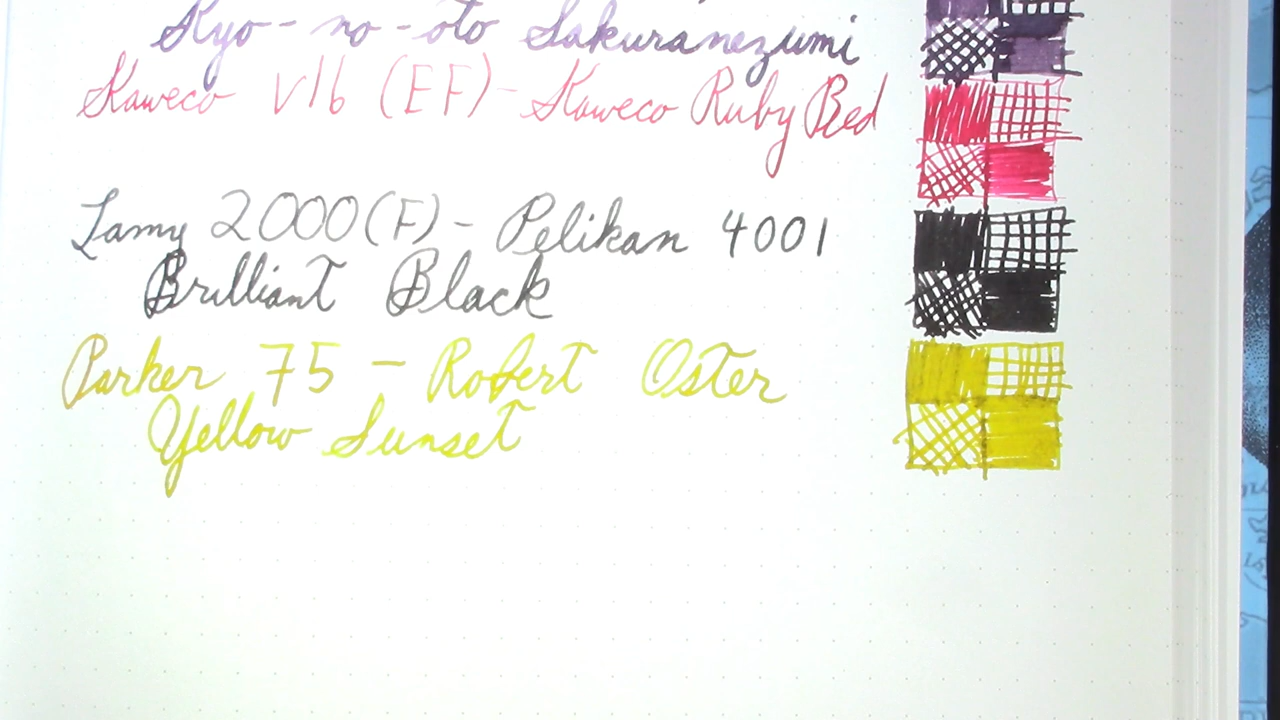 Kyo-no-oto Sakuranezumi
Kaweco V16 (EF) - Kaweco Ruby Red
Lamy 2000 (F) - Pelikan 4001
Brilliant Black
Parker 75 - Robert Oster
Yellow Sunset